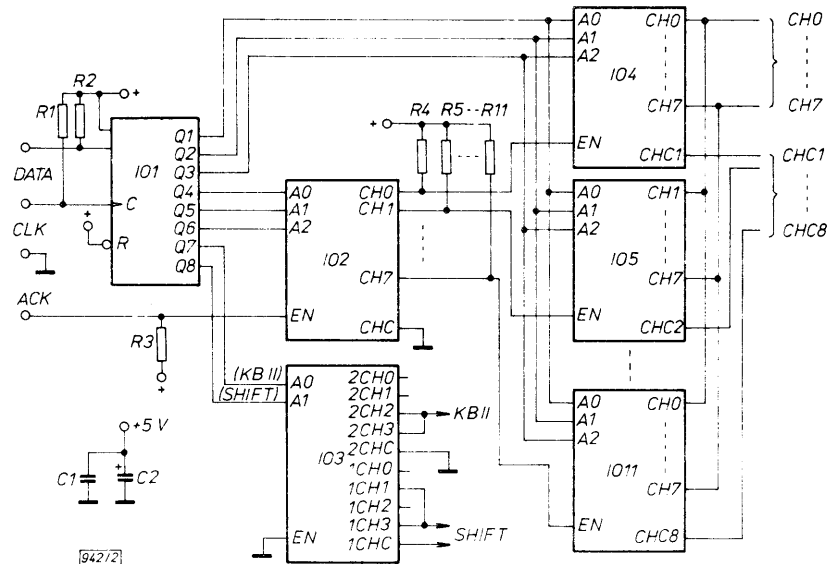 R1
R2
+
DATA
CLK
ACK
IO1
C
R
+
Q1
Q2
Q3
Q4
Q5
Q6
Q7
Q8
R3
+
(KB II)
(SHIFT)
+5 V
C1
+
C2
942/2
A0
A1
A2
IO2
EN
CH0
CH1
CH7
CHC
+
R4
R5--R11
A0
A1
IO3
EN
2CH0
2CH1
2CH2
2CH3
2CHC
1CH0
1CH1
1CH2
1CH3
1CHC
KB II
SHIFT
A0
A1
A2
IO4
EN
CH0
CH7
CHC1
A0
A1
A2
IO5
EN
CH1
CH7
CHC2
A0
A1
A2
IO11
EN
CH0
CH7
CHC8
CH0
CH7
CHC1
CHC8